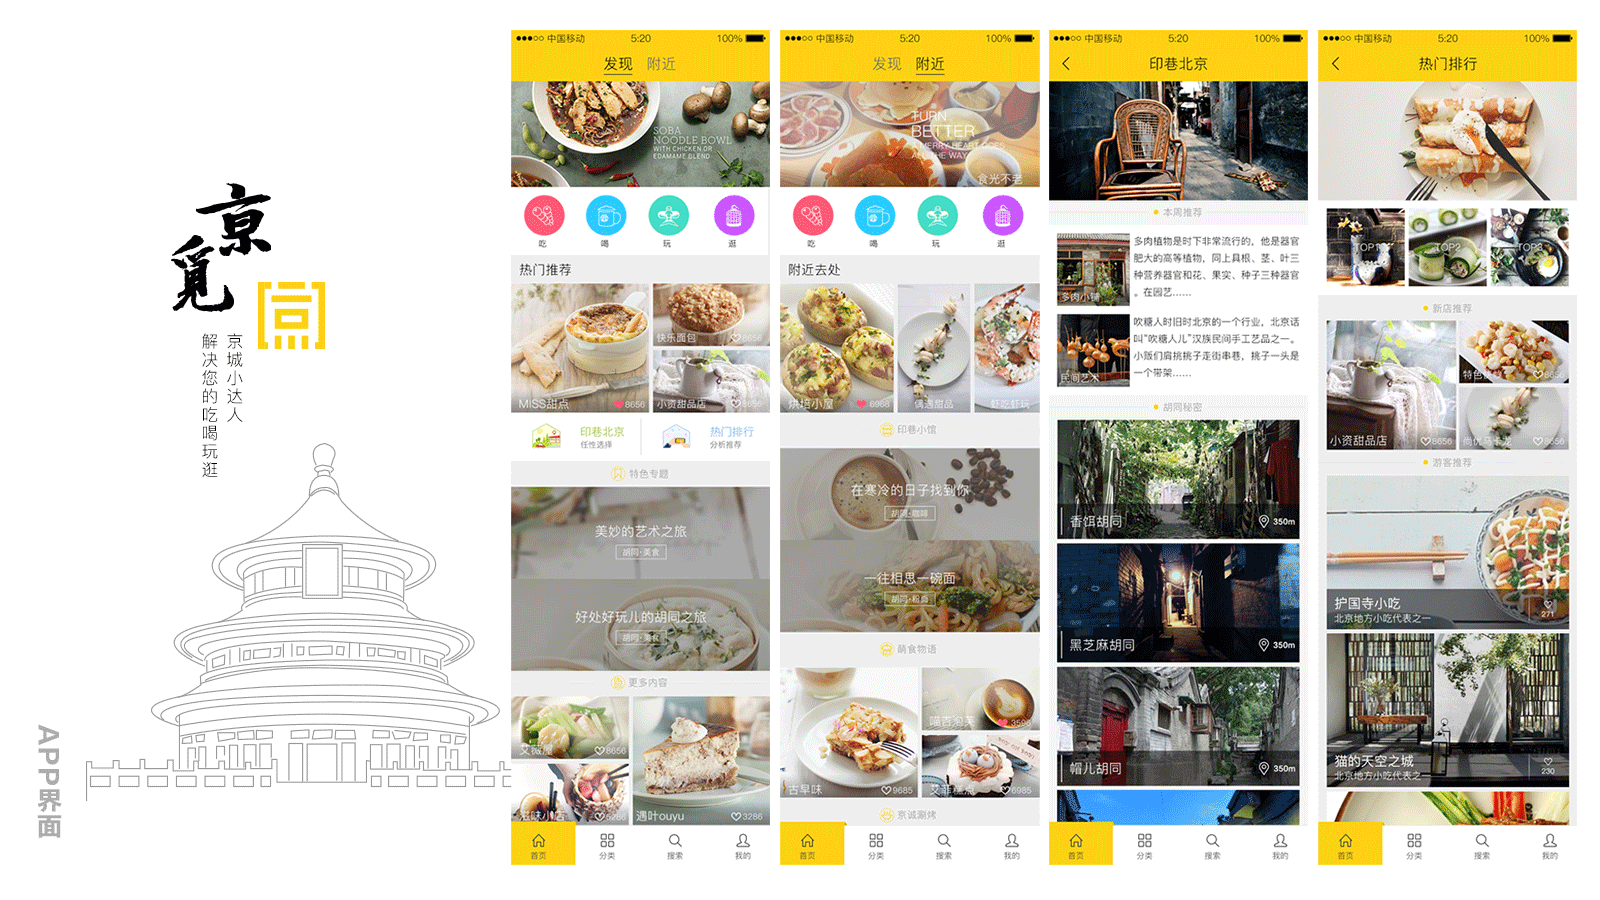 京
觅
京城小达人
解决您的吃喝玩逛
APP界面
中国移动 5:20 100%
发现 附近
SOBA
NOODLE BOWL
WITH CHICKEN OR
EDAMAME BLEND
吃 喝 玩 逛
热门推荐
MISS甜点 8656
快乐面包 8656
小资甜品店 8656
印巷北京
任性选择
热门排行
分析推荐
特色专题
美妙的艺术之旅
胡同·美食
好处好玩儿的胡同之旅
胡同·美食
更多内容
艾薇屋 8656
滋味小店 6286
遇叶ouyu 3286
首页 分类 搜索 我的
中国移动 5:20 100%
发现 附近
TURN
BETTER
A MERRY HEART GOES
ALL THE WAY
食光不老
吃 喝 玩 逛
附近去处
烘培小屋 6968
偶遇甜品
虾吃虾玩
印巷小馆
在寒冷的日子找到你
胡同·咖啡
一往相思一碗面
胡同·粉面
萌食物语
古早味 9685
喵杏泡芙 3596
艾菲糕点 6985
京诚涮烤
首页 分类 搜索 我的
中国移动 5:20 100%
印巷北京
本周推荐
多肉小铺
多肉植物是时下非常流行的，他是器官
肥大的高等植物，同上具根、茎、叶三
种营养器官和花、果实、种子三种器官
。在园艺……
民间艺术
吹糖人时旧时北京的一个行业，北京话
叫“吹糖人儿”汉族民间手工艺品之一。
小贩们肩挑挑子走街串巷，挑子一头是
一个带架……
胡同秘密
香饵胡同 350m
黑芝麻胡同 350m
帽儿胡同 350m
首页 分类 搜索 我的
中国移动 5:20 100%
热门排行
TOP1 TOP2 TOP3
新店推荐
小资甜品店 8656
8656
尚优马卡龙 8656
游客推荐
护国寺小吃
北京地方小吃代表之一
271
猫的天空之城
北京地方小吃代表之一
230
首页 分类 搜索 我的